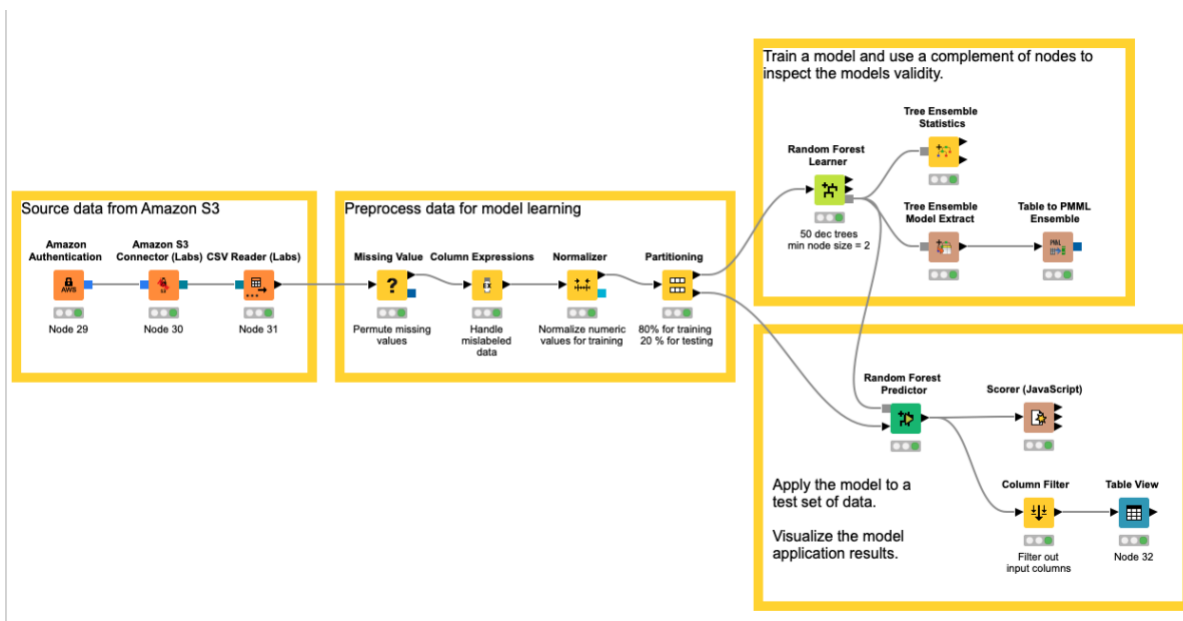 Train a model and use a complement of nodes to
inspect the models validity.
Tree Ensemble
Statistics
Random Forest
Learner
50 dec trees
min node size = 2
Tree Ensemble
Model Extract
Table to PMML
Ensemble
PML
Source data from Amazon S3
Amazon
Authentication
AWS
Node 29
Amazon S3
Connector (Labs)
Node 30
CSV Reader (Labs)
Node 31
Preprocess data for model learning
Missing Value
?
Permute missing
values
Column Expressions
Handle
mislabeled
data
Normalizer
Normalize numeric
values for training
Partitioning
80% for training
20 % for testing
Random Forest
Predictor
Scorer (JavaScript)
Apply the model to a
test set of data.
Visualize the model
application results.
Column Filter
Filter out
input columns
Table View
Node 32